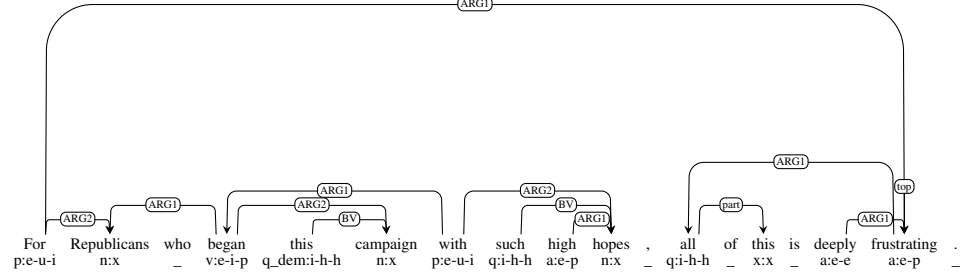 ARG1
ARG1
top
ARG1 ARG2
ARG2 BV part
ARG2 ARG1 BV ARG1 ARG1
For Republicans who began this campaign with such high hopes , all of this is deeply frustrating .
p:e-u-i n:x _ v:e-i-p q_dem:i-h-h n:x p:e-u-i q:i-h-h a:e-p n:x _ q:i-h-h _ x:x _ a:e-e a:e-p _